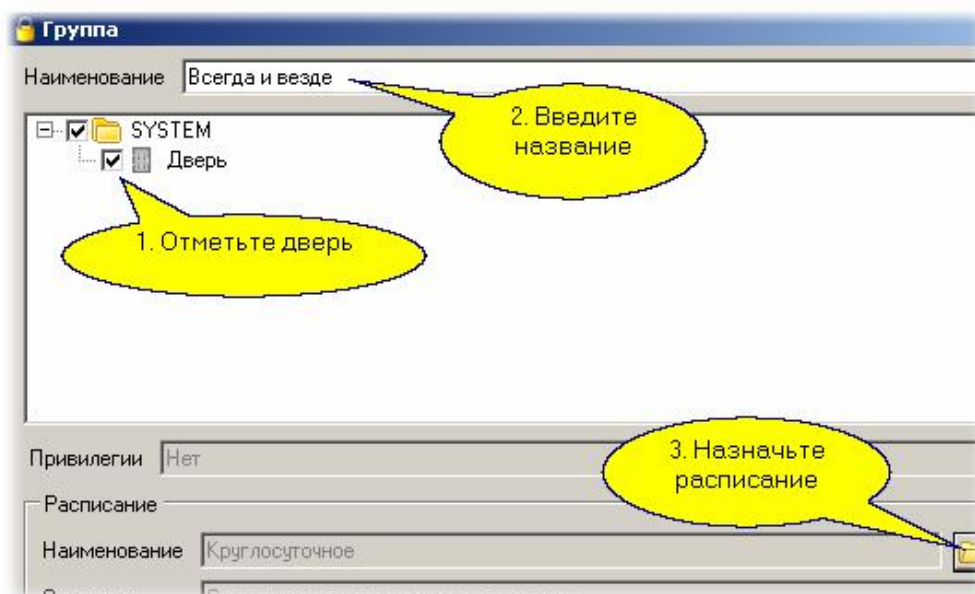 Группа
Наименование Всегда и везде
2. Введите
название
SYSTEM
Дверь
1. Отметьте дверь
3. Назначьте
расписание
Привилегии Нет
Расписание
Наименование Круглосуточное